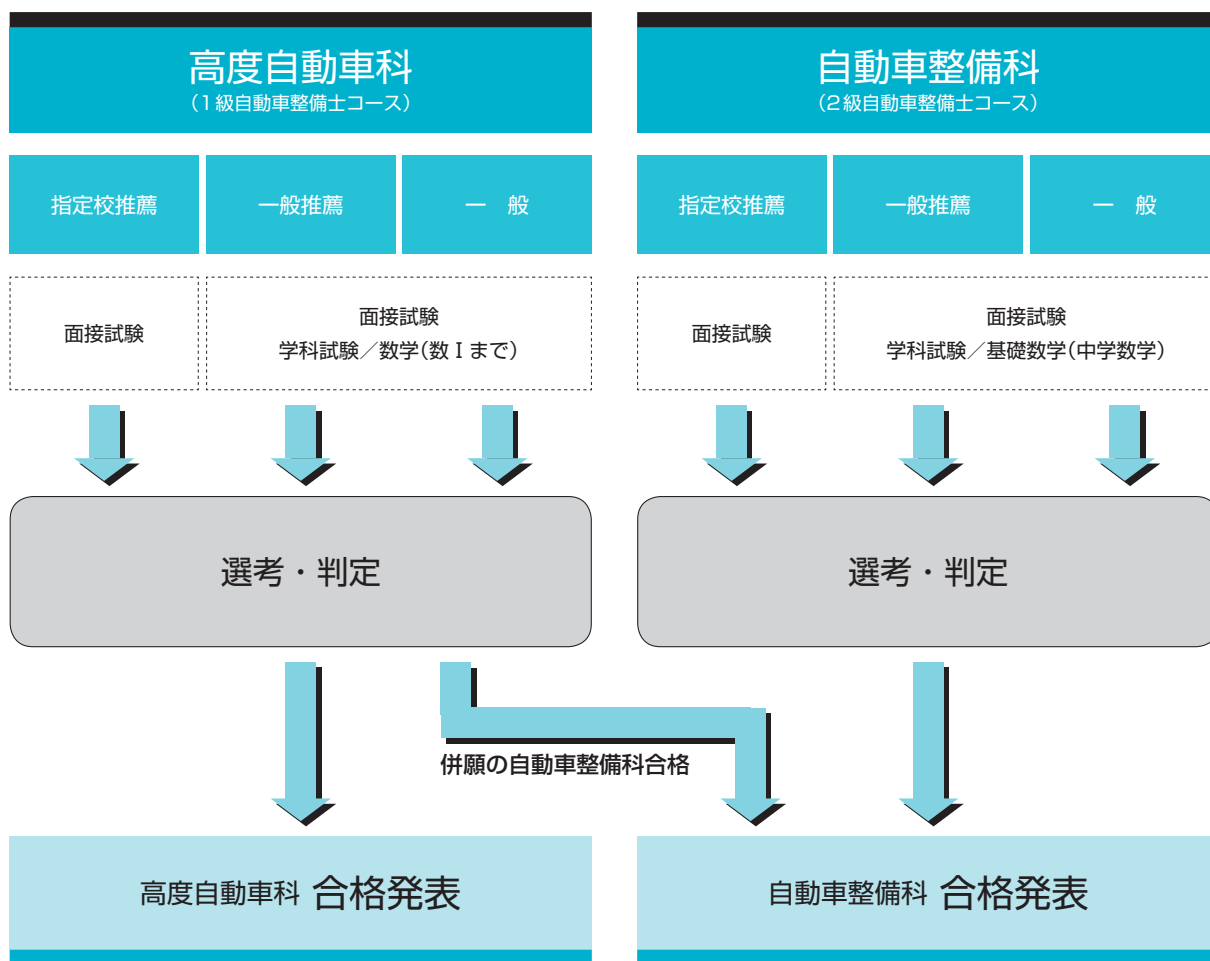 高度自動車科
（1級自動車整備士コース）
指定校推薦
一般推薦
一　般
面接試験
面接試験
学科試験／数学（数Ⅰまで）
選考・判定
自動車整備科
（2級自動車整備士コース）
指定校推薦
一般推薦
一　般
面接試験
面接試験
学科試験／基礎数学（中学数学）
選考・判定
併願の自動車整備科合格
高度自動車科 合格発表
自動車整備科 合格発表